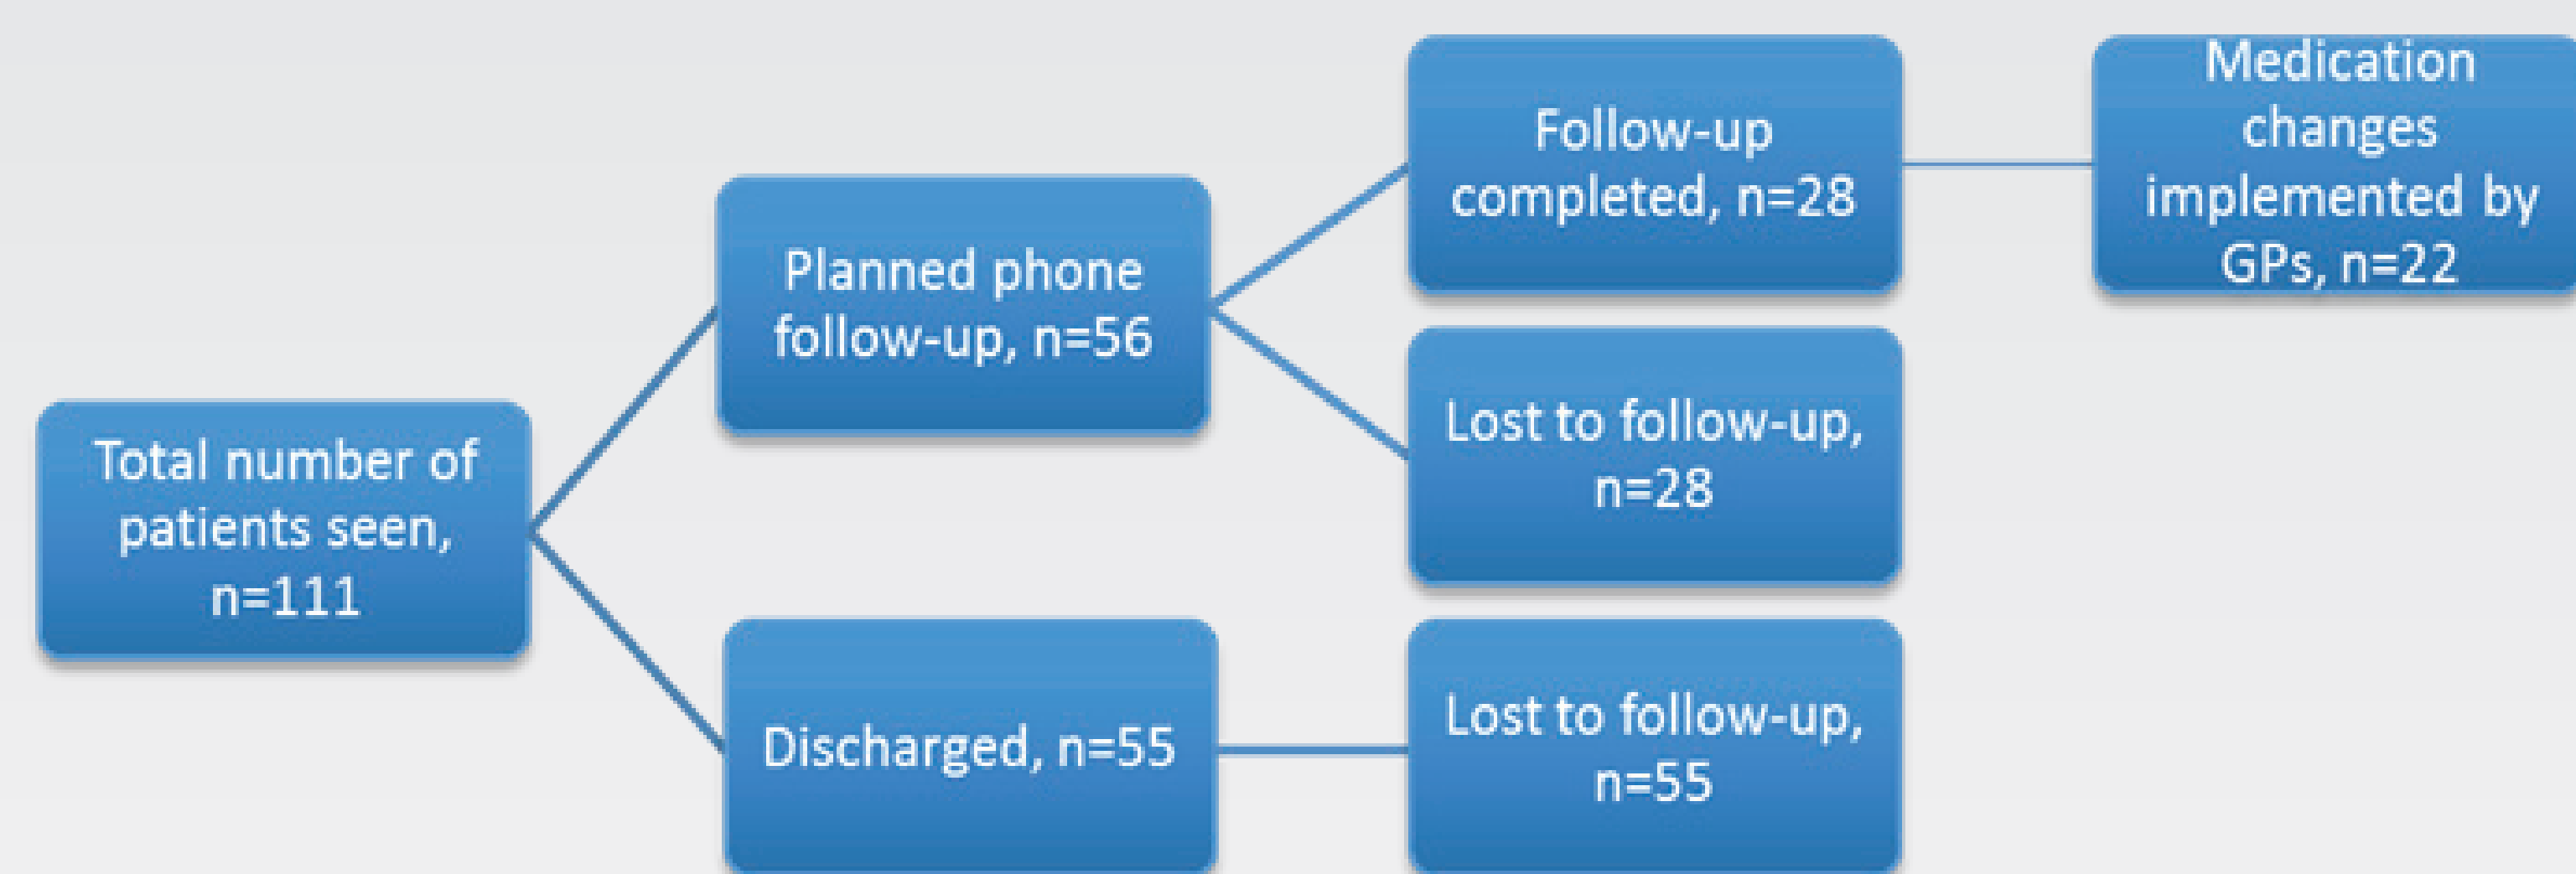 Total number of
patients seen,
n=111
Planned phone
follow-up, n=56
Follow-up
completed, n=28
Medication
changes
implemented by
GPs, n=22
Lost to follow-up,
n=28
Discharged, n=55
Lost to follow-up,
n=55